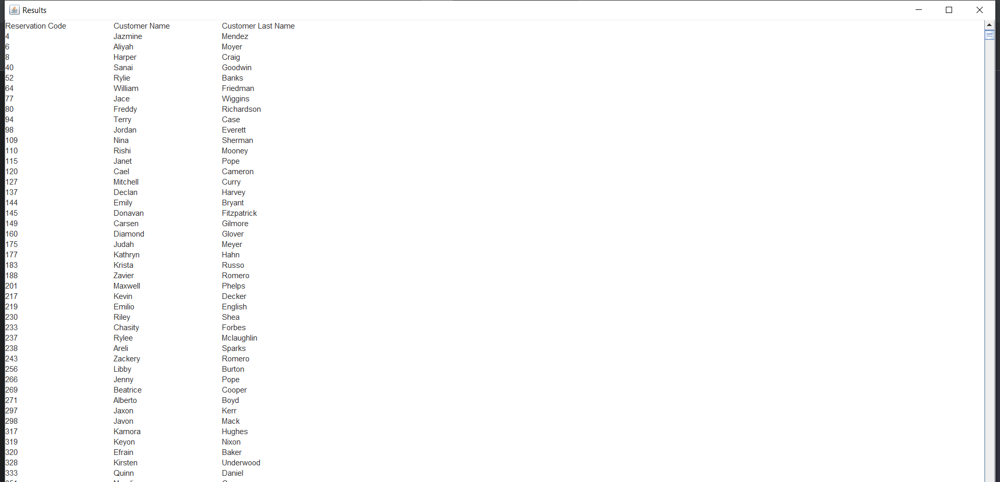 Results
Reservation Code Customer Name Customer Last Name
4 Jazmine Mendez
6 Aliyah Moyer
8 Harper Craig
40 Sanai Goodwin
52 Rylie Banks
64 William Friedman
77 Jace Wiggins
80 Freddy Richardson
94 Terry Case
98 Jordan Everett
109 Nina Sherman
110 Rishi Mooney
115 Janet Pope
120 Cael Cameron
127 Mitchell Curry
137 Declan Harvey
144 Emily Bryant
145 Donavan Fitzpatrick
149 Carsen Gilmore
160 Diamond Glover
175 Judah Meyer
177 Kathryn Hahn
183 Krista Russo
188 Zavier Romero
201 Maxwell Phelps
217 Kevin Decker
219 Emilio English
230 Riley Shea
233 Chasity Forbes
237 Rylee Mclaughlin
238 Areli Sparks
243 Zackery Romero
256 Libby Burton
266 Jenny Pope
269 Beatrice Cooper
271 Alberto Boyd
297 Jaxon Kerr
298 Javon Mack
317 Kamora Hughes
319 Keyon Nixon
320 Efrain Baker
328 Kirsten Underwood
333 Quinn Daniel